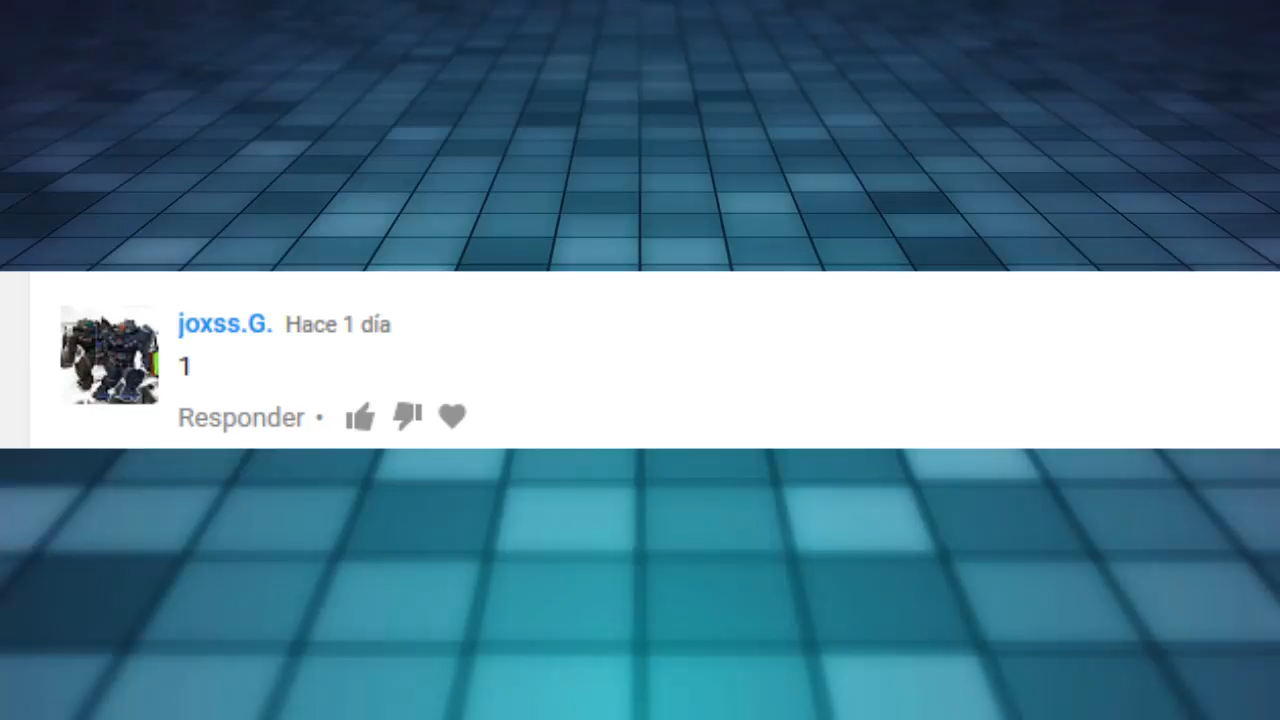 joxss.G. Hace 1 día
1
Responder •